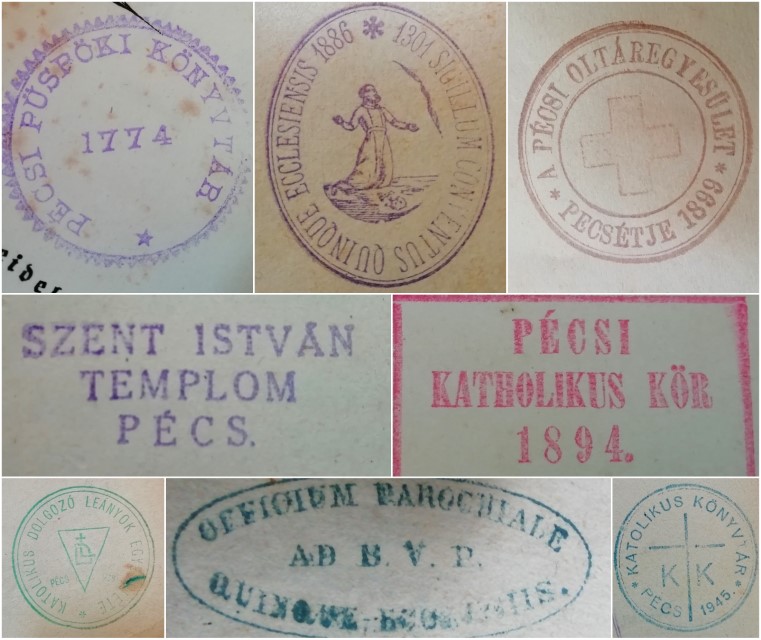 PÉCSI PÜSPÖKI KÖNYVTÁR
1774
1301 SIGILLUM CONVENTUS QUINQUE ECCLESIENSIS 1886
A PÉCSI OLTÁREGYESÜLET
PECSÉTJE 1899
SZENT ISTVÁN
TEMPLOM
PÉCS.
PÉCSI
KATHOLIKUS KÖR
1894.
KATOLIKUS DOLGOZÓ LEÁNYOK
PÉCS
OFFICIUM PAROCHIALE
AD B. V. P.
KATOLIKUS KÖNYVTÁR
K K
PÉCS 1945.